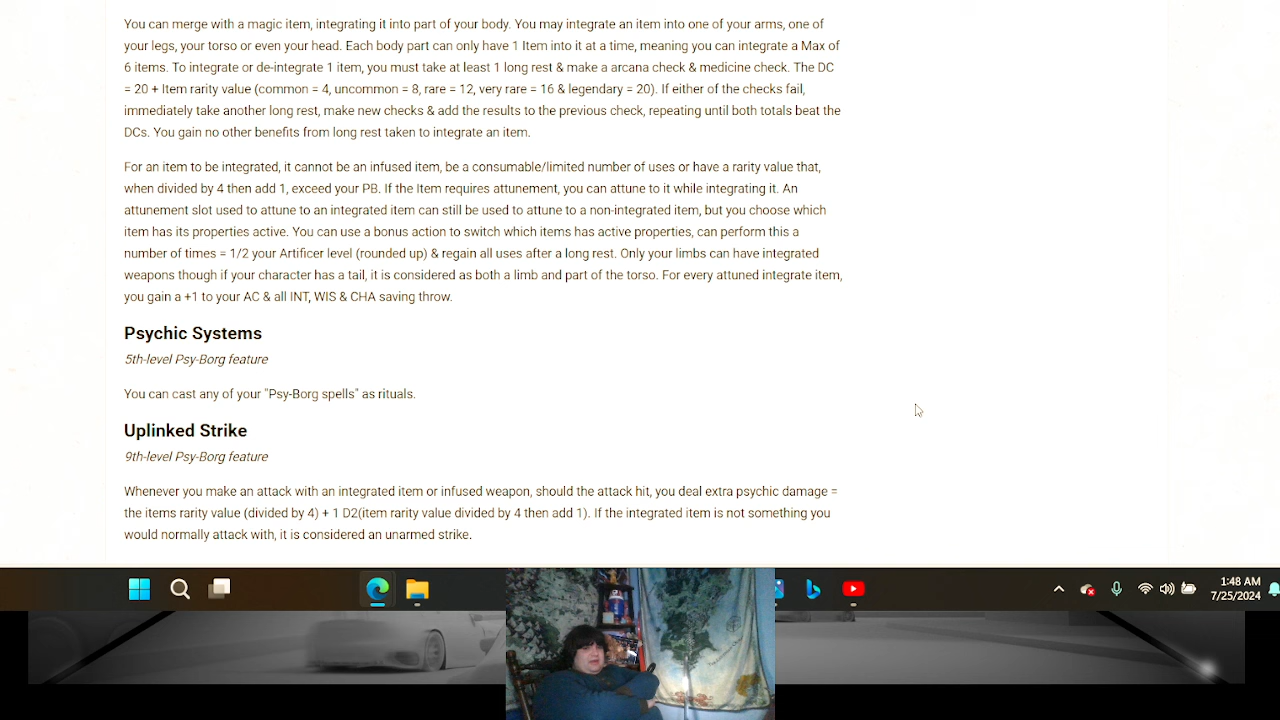 You can merge with a magic item, integrating it into part of your body. You may integrate an item into one of your arms, one of
your legs, your torso or even your head. Each body part can only have 1 Item into it at a time, meaning you can integrate a Max of
6 items. To integrate or de-integrate 1 item, you must take at least 1 long rest & make a arcana check & medicine check. The DC
= 20 + Item rarity value (common = 4, uncommon = 8, rare = 12, very rare = 16 & legendary = 20). If either of the checks fail,
immediately take another long rest, make new checks & add the results to the previous check, repeating until both totals beat the
DCs. You gain no other benefits from long rest taken to integrate an item.
For an item to be integrated, it cannot be an infused item, be a consumable/limited number of uses or have a rarity value that,
when divided by 4 then add 1, exceed your PB. If the Item requires attunement, you can attune to it while integrating it. An
attunement slot used to attune to an integrated item can still be used to attune to a non-integrated item, but you choose which
item has its properties active. You can use a bonus action to switch which items has active properties, can perform this a
number of times = 1/2 your Artificer level (rounded up) & regain all uses after a long rest. Only your limbs can have integrated
weapons though if your character has a tail, it is considered as both a limb and part of the torso. For every attuned integrate item,
you gain a +1 to your AC & all INT, WIS & CHA saving throw.
Psychic Systems
5th-level Psy-Borg feature
You can cast any of your "Psy-Borg spells" as rituals.
Uplinked Strike
9th-level Psy-Borg feature
Whenever you make an attack with an integrated item or infused weapon, should the attack hit, you deal extra psychic damage =
the items rarity value (divided by 4) + 1 D2(item rarity value divided by 4 then add 1). If the integrated item is not something you
would normally attack with, it is considered an unarmed strike.
1:48 AM
7/25/2024